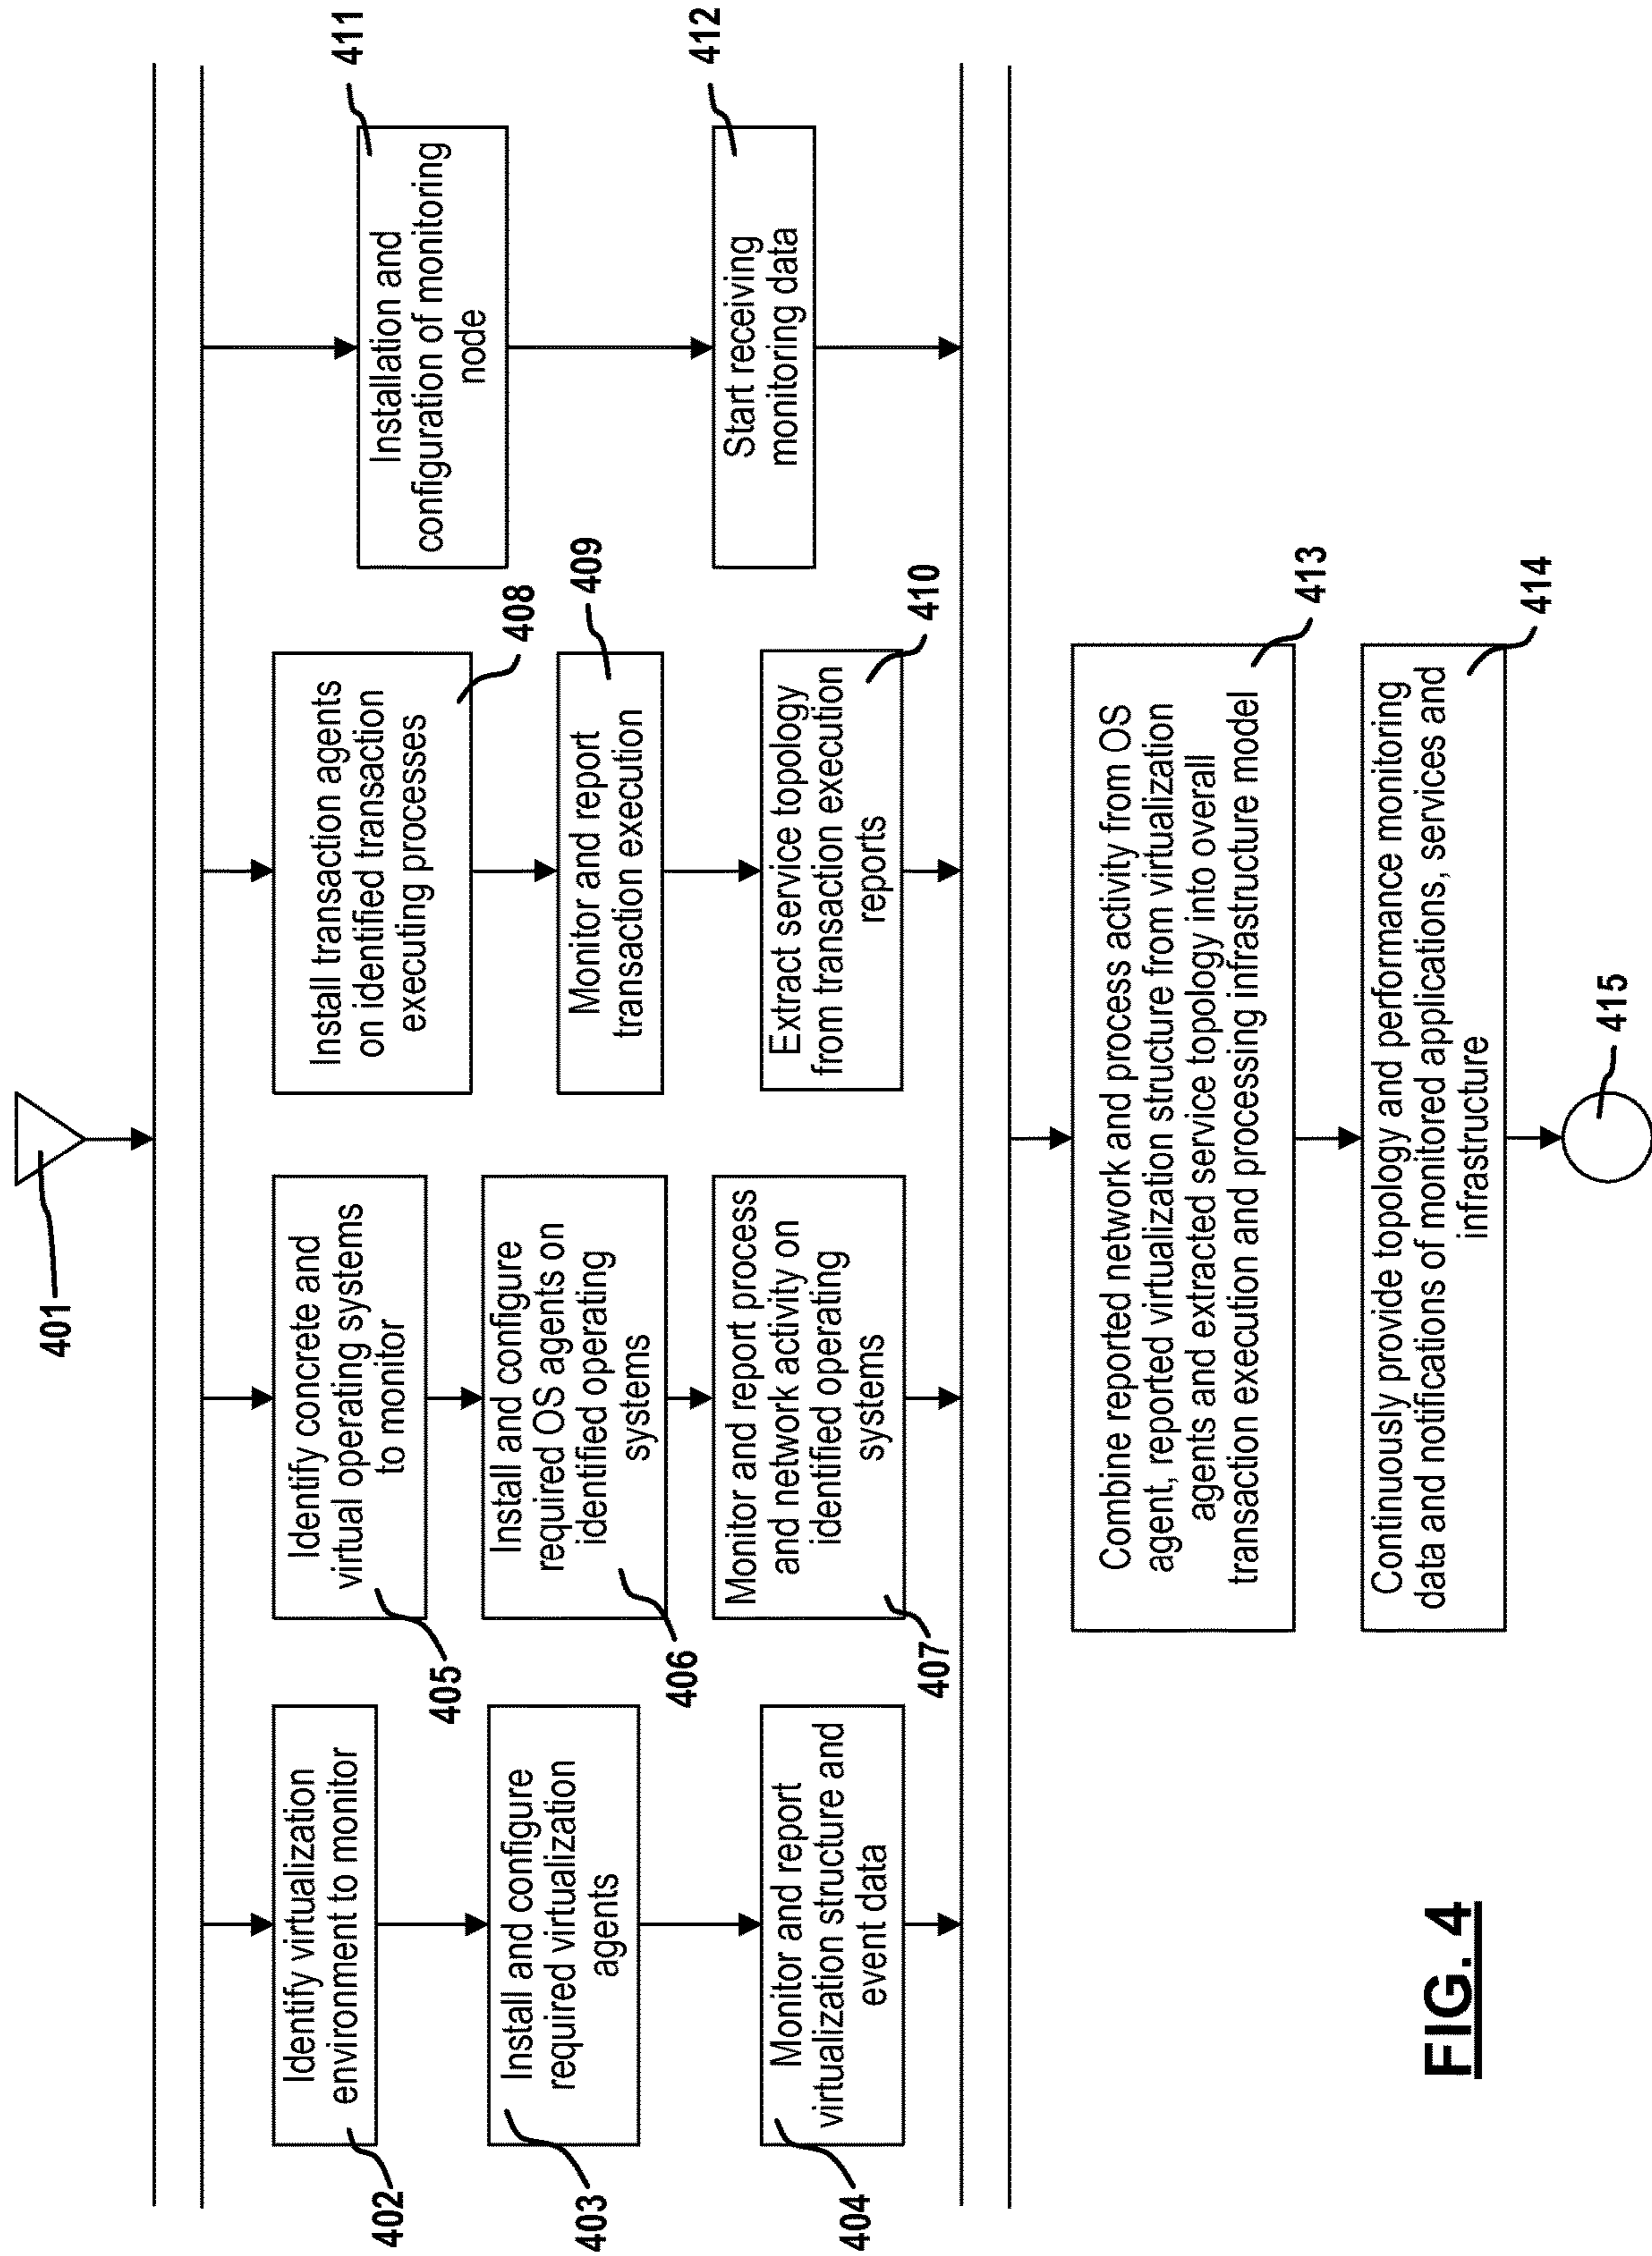 401
402
Identify virtualization
environment to monitor
403
Install and configure
required virtualization
agents
404
Monitor and report
virtualization structure and
event data
405
Identify concrete and
virtual operating systems
to monitor
406
Install and configure
required OS agents on
identified operating
systems
407
Monitor and report process
and network activity on
identified operating
systems
408
Install transaction agents
on identified transaction
executing processes
409
Monitor and report
transaction execution
410
Extract service topology
from transaction execution
reports
411
Installation and
configuration of monitoring
node
412
Start receiving
monitoring data
413
Combine reported network and process activity from OS
agent, reported virtualization structure from virtualization
agents and extracted service topology into overall
transaction execution and processing infrastructure model
414
Continuously provide topology and performance monitoring
data and notifications of monitored applications, services and
infrastructure
415
FIG. 4